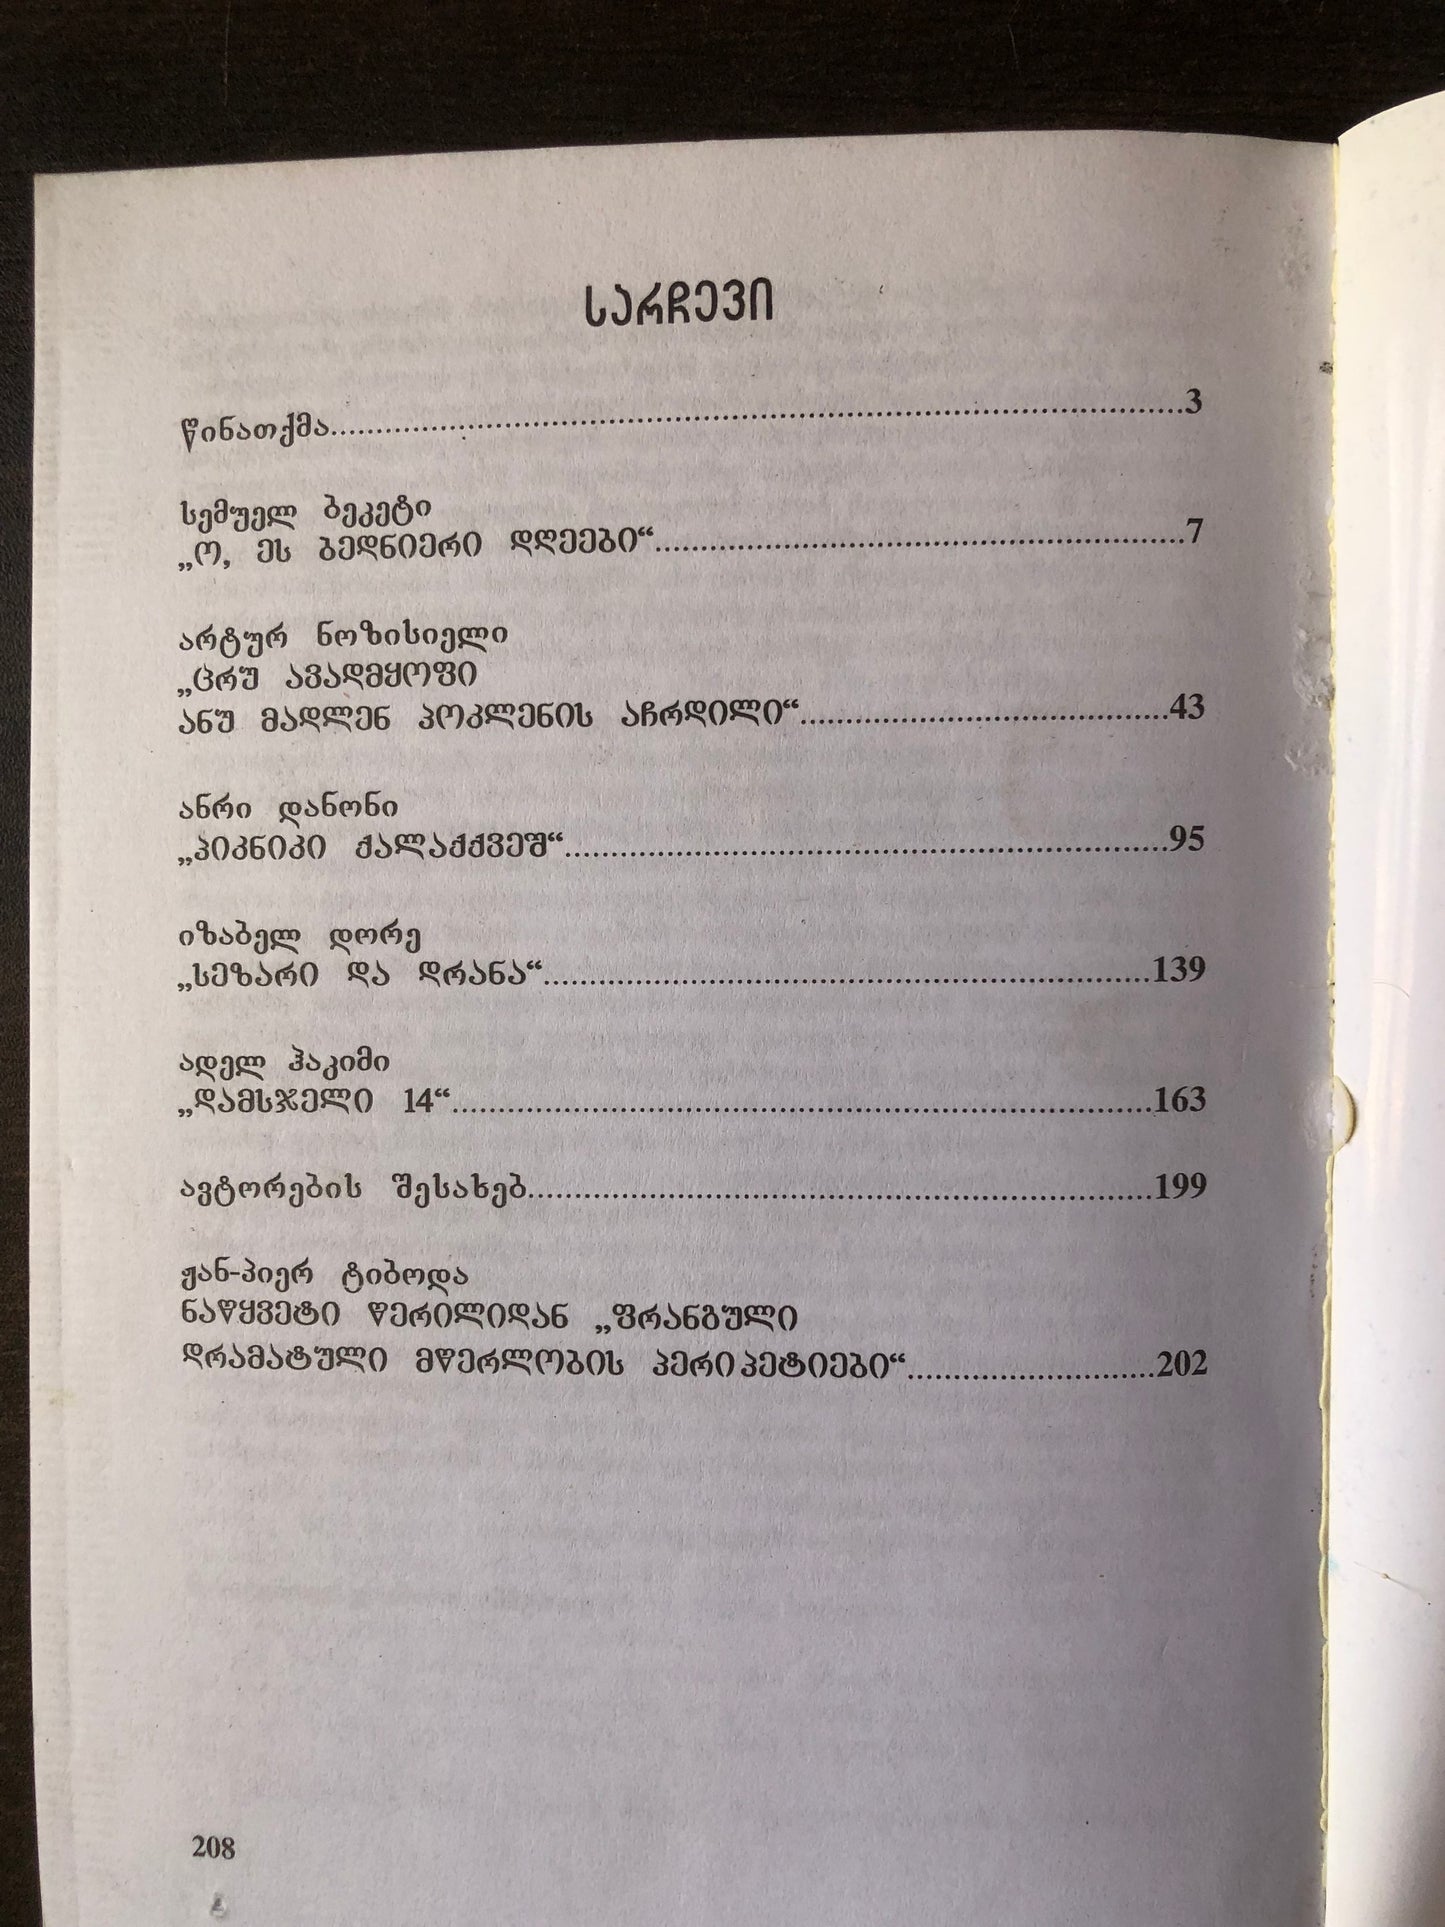 სარჩევი
წინათქმა........................................................................3
სემუელ ბეკეტი
„ო, ეს ბედნიერი დღეები“........................................................7
არტურ ნოზისიელი
„ცრუ ავადმყოფი
ანუ მადლენ პოკლენის აჩრდილი“........................................43
ანრი დანონი
„პიკნიკი ქალაქქვეშ“..........................................................95
იზაბელ დორე
„სეზარი და დრანა“..........................................................139
ადელ ჰაკიმი
„დამსჯელი 14“................................................................163
ავტორების შესახებ............................................................199
ჟან-პიერ ტიბოდა
ნაწყვეტი წერილიდან „ფრანგული
დრამატული მწერლობის პერიპეტიები“..........................202
208